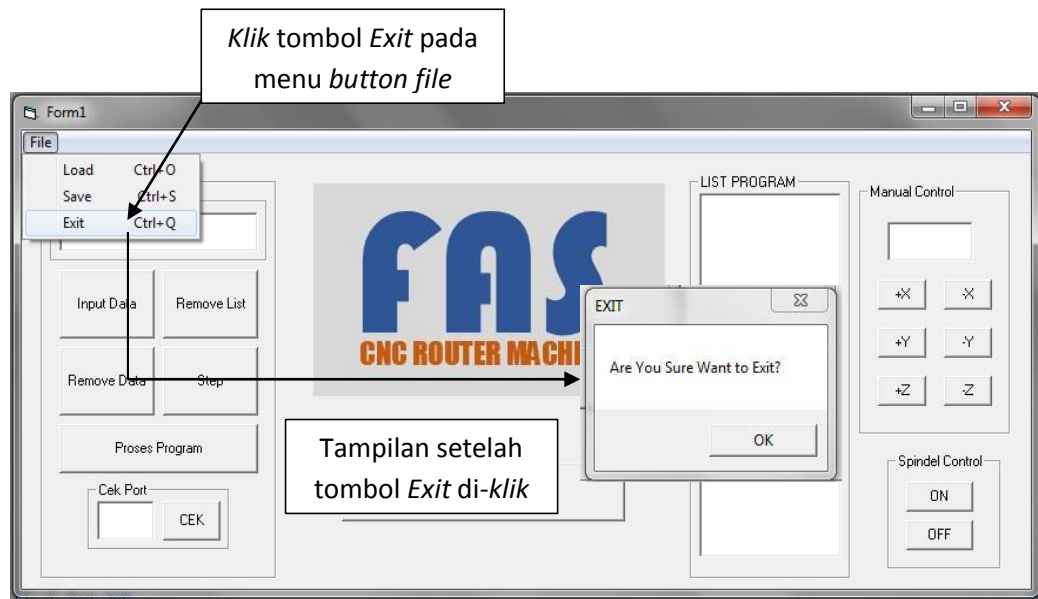 Klik tombol Exit pada
menu button file
Form1
File
Load Ctrl+O
Save Ctrl+S
Exit Ctrl+Q
Input Data
Remove List
Remove Data
Step
Proses Program
Cek Port
CEK
FAS
CNC ROUTER MACHI
EXIT
Are You Sure Want to Exit?
OK
Tampilan setelah
tombol Exit di-klik
LIST PROGRAM
Manual Control
+X -X
+Y -Y
+Z -Z
Spindel Control
ON
OFF